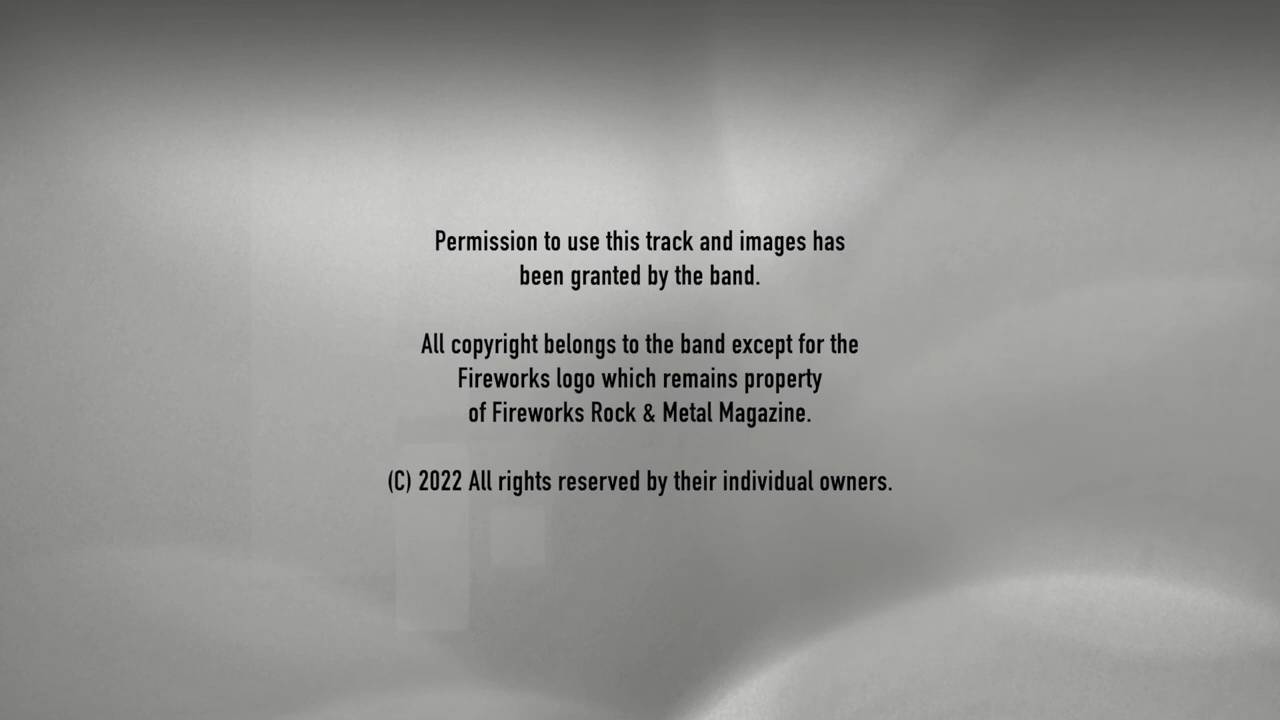 Permission to use this track and images has
been granted by the band.
All copyright belongs to the band except for the
Fireworks logo which remains property
of Fireworks Rock & Metal Magazine.
(C) 2022 All rights reserved by their individual owners.